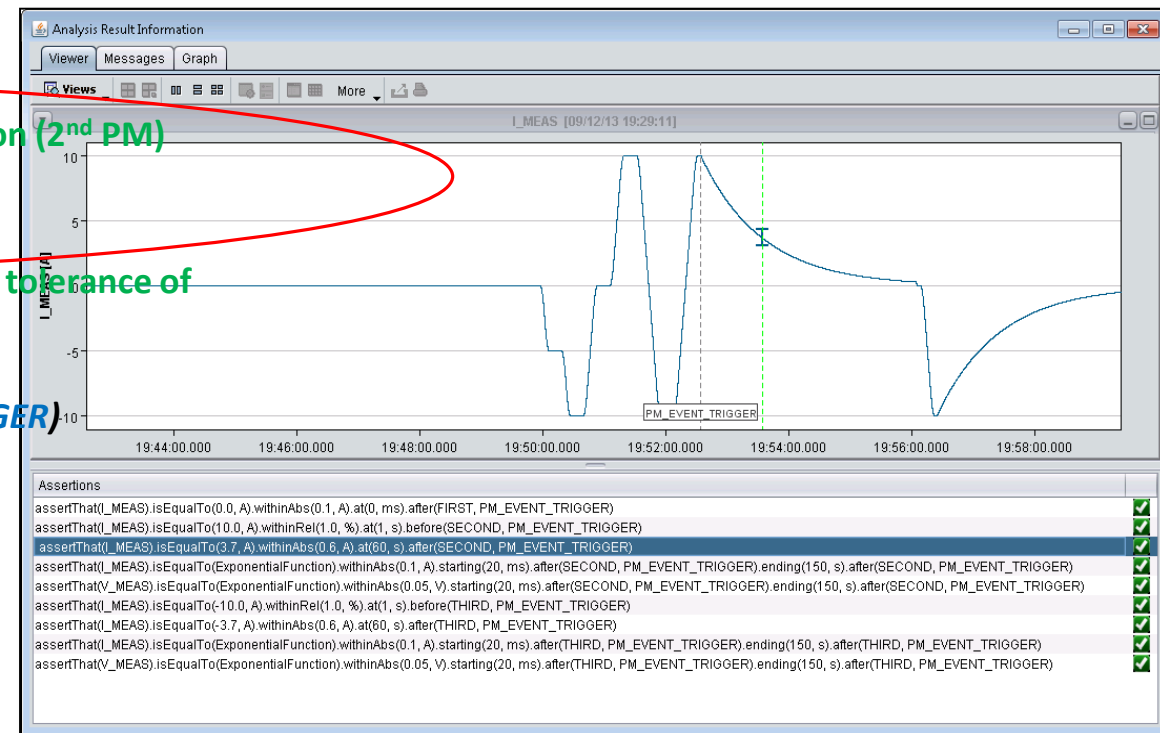 Analysis Result Information
Viewer Messages Graph
Views More
I_MEAS [09/12/13 19:29:11]
on (2nd PM)
tolerance of
GER)
I_MEAS [A]
10
5
0
-5
-10
PM_EVENT_TRIGGER
19:44:00.000 19:46:00.000 19:48:00.000 19:50:00.000 19:52:00.000 19:54:00.000 19:56:00.000 19:58:00.000
Assertions
assertThat(I_MEAS).isEqualTo(0.0, A).withinAbs(0.1, A).at(0, ms).after(FIRST, PM_EVENT_TRIGGER)
assertThat(I_MEAS).isEqualTo(10.0, A).withinRel(1.0, %).at(1, s).before(SECOND, PM_EVENT_TRIGGER)
assertThat(I_MEAS).isEqualTo(3.7, A).withinAbs(0.6, A).at(60, s).after(SECOND, PM_EVENT_TRIGGER)
assertThat(I_MEAS).isEqualTo(ExponentialFunction).withinAbs(0.1, A).starting(20, ms).after(SECOND, PM_EVENT_TRIGGER).ending(150, s).after(SECOND, PM_EVENT_TRIGGER)
assertThat(V_MEAS).isEqualTo(ExponentialFunction).withinAbs(0.05, V).starting(20, ms).after(SECOND, PM_EVENT_TRIGGER).ending(150, s).after(SECOND, PM_EVENT_TRIGGER)
assertThat(I_MEAS).isEqualTo(-10.0, A).withinRel(1.0, %).at(1, s).before(THIRD, PM_EVENT_TRIGGER)
assertThat(I_MEAS).isEqualTo(-3.7, A).withinAbs(0.6, A).at(60, s).after(THIRD, PM_EVENT_TRIGGER)
assertThat(I_MEAS).isEqualTo(ExponentialFunction).withinAbs(0.1, A).starting(20, ms).after(THIRD, PM_EVENT_TRIGGER).ending(150, s).after(THIRD, PM_EVENT_TRIGGER)
assertThat(V_MEAS).isEqualTo(ExponentialFunction).withinAbs(0.05, V).starting(20, ms).after(THIRD, PM_EVENT_TRIGGER).ending(150, s).after(THIRD, PM_EVENT_TRIGGER)